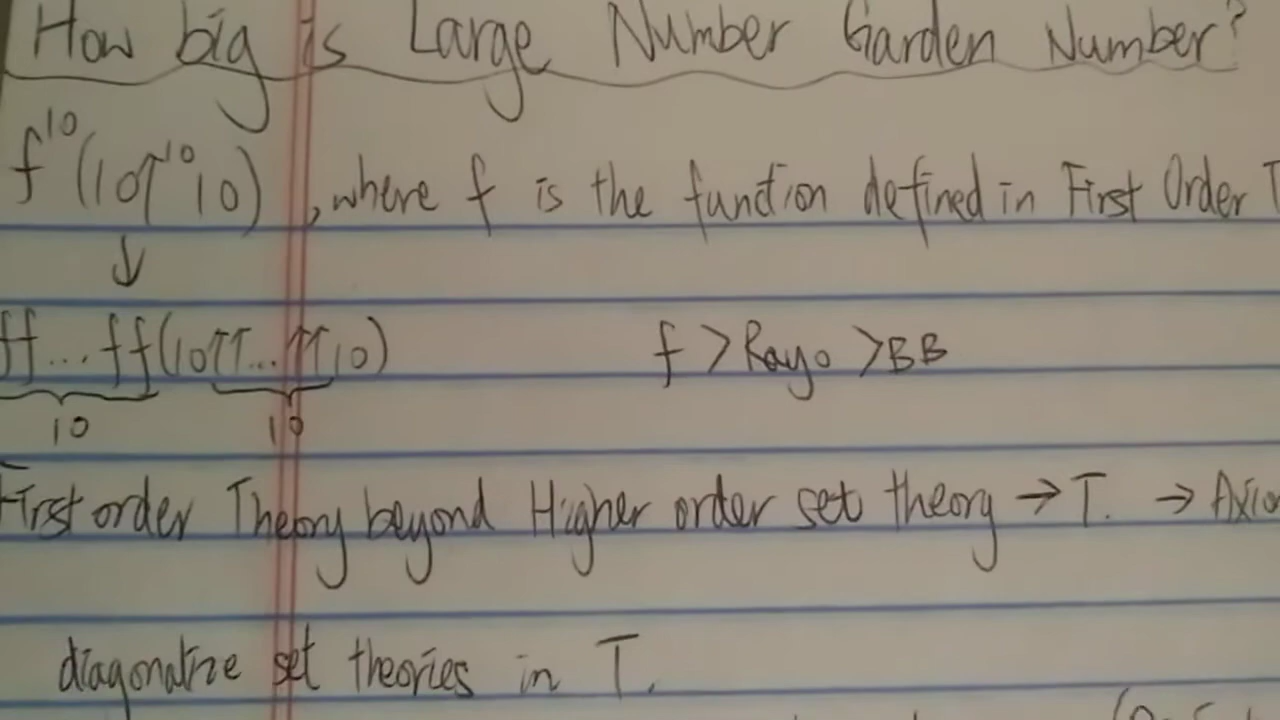 How big is Large Number Garden Number?
f¹⁰(10↑¹⁰10), where f is the function defined in First Order T
↓
ff...ff(10↑↑...↑↑10) f > Rayo > BB
10 10
First order Theory beyond Higher order set theory → T. → Axio
diagonalize set theories in T.